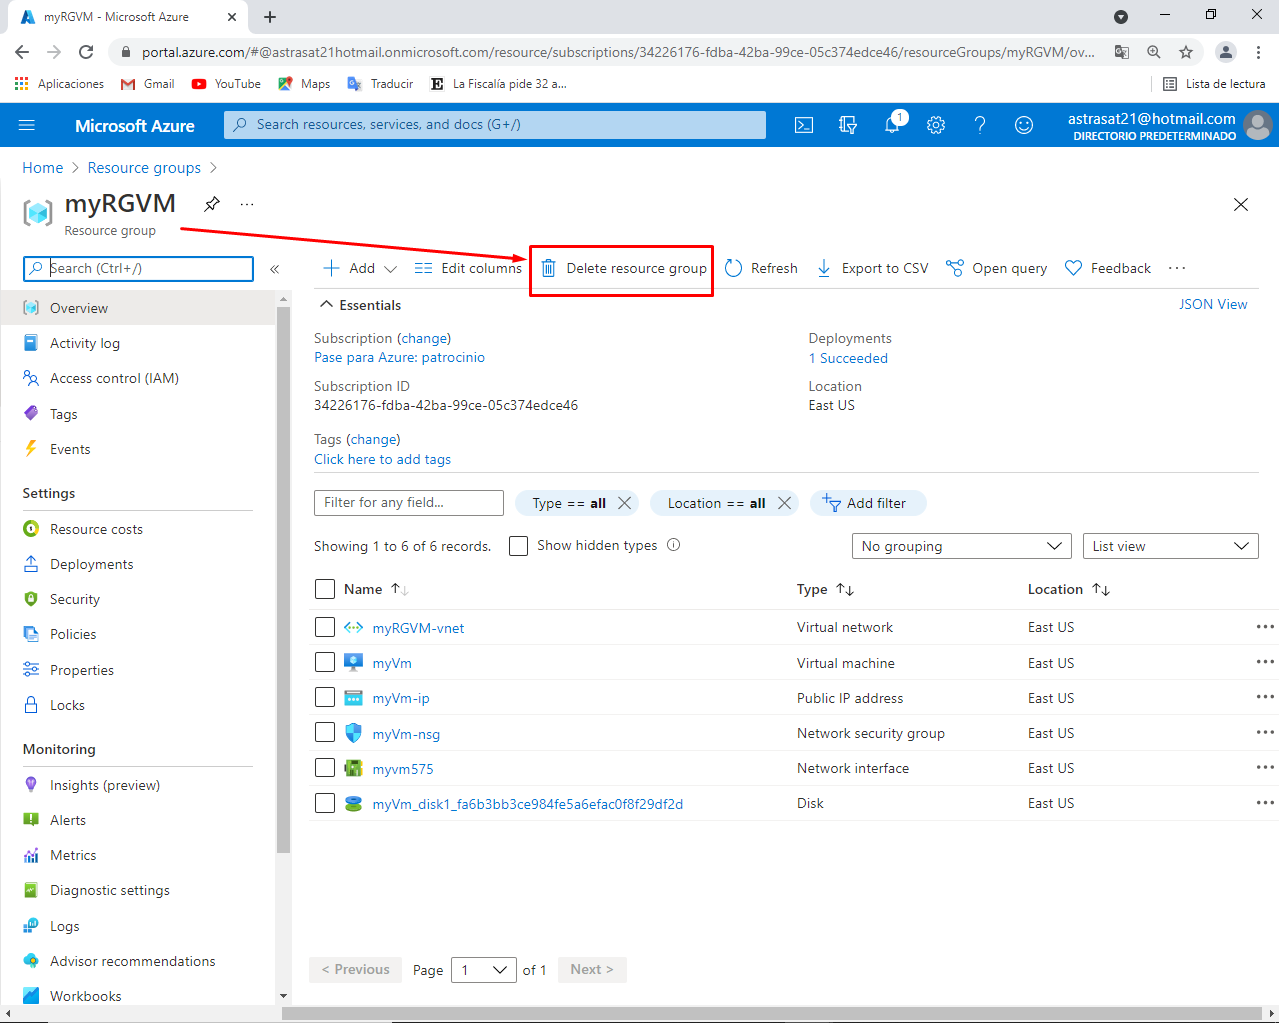 myRGVM - Microsoft Azure
portal.azure.com/#@astrasat21hotmail.onmicrosoft.com/resource/subscriptions/34226176-fdba-42ba-99ce-05c374edce46/resourceGroups/myRGVM/ov...
Aplicaciones Gmail YouTube Maps Traducir La Fiscalía pide 32 a... Lista de lectura
Microsoft Azure Search resources, services, and docs (G+/) 1 astrasat21@hotmail.com
DIRECTORIO PREDETERMINADO
Home > Resource groups >
myRGVM ...
Resource group
Search (Ctrl+/) «
Add Edit columns Delete resource group Refresh Export to CSV Open query Feedback ...
Overview
Activity log
Access control (IAM)
Tags
Events
Settings
Resource costs
Deployments
Security
Policies
Properties
Locks
Monitoring
Insights (preview)
Alerts
Metrics
Diagnostic settings
Logs
Advisor recommendations
Workbooks
Essentials JSON View
Subscription (change)
Pase para Azure: patrocinio
Subscription ID
34226176-fdba-42ba-99ce-05c374edce46
Tags (change)
Click here to add tags
Deployments
1 Succeeded
Location
East US
Filter for any field... Type == all Location == all Add filter
Showing 1 to 6 of 6 records. Show hidden types No grouping List view
Name Type Location
myRGVM-vnet Virtual network East US
myVm Virtual machine East US
myVm-ip Public IP address East US
myVm-nsg Network security group East US
myvm575 Network interface East US
myVm_disk1_fa6b3bb3ce984fe5a6efac0f8f29df2d Disk East US
< Previous Page 1 of 1 Next >